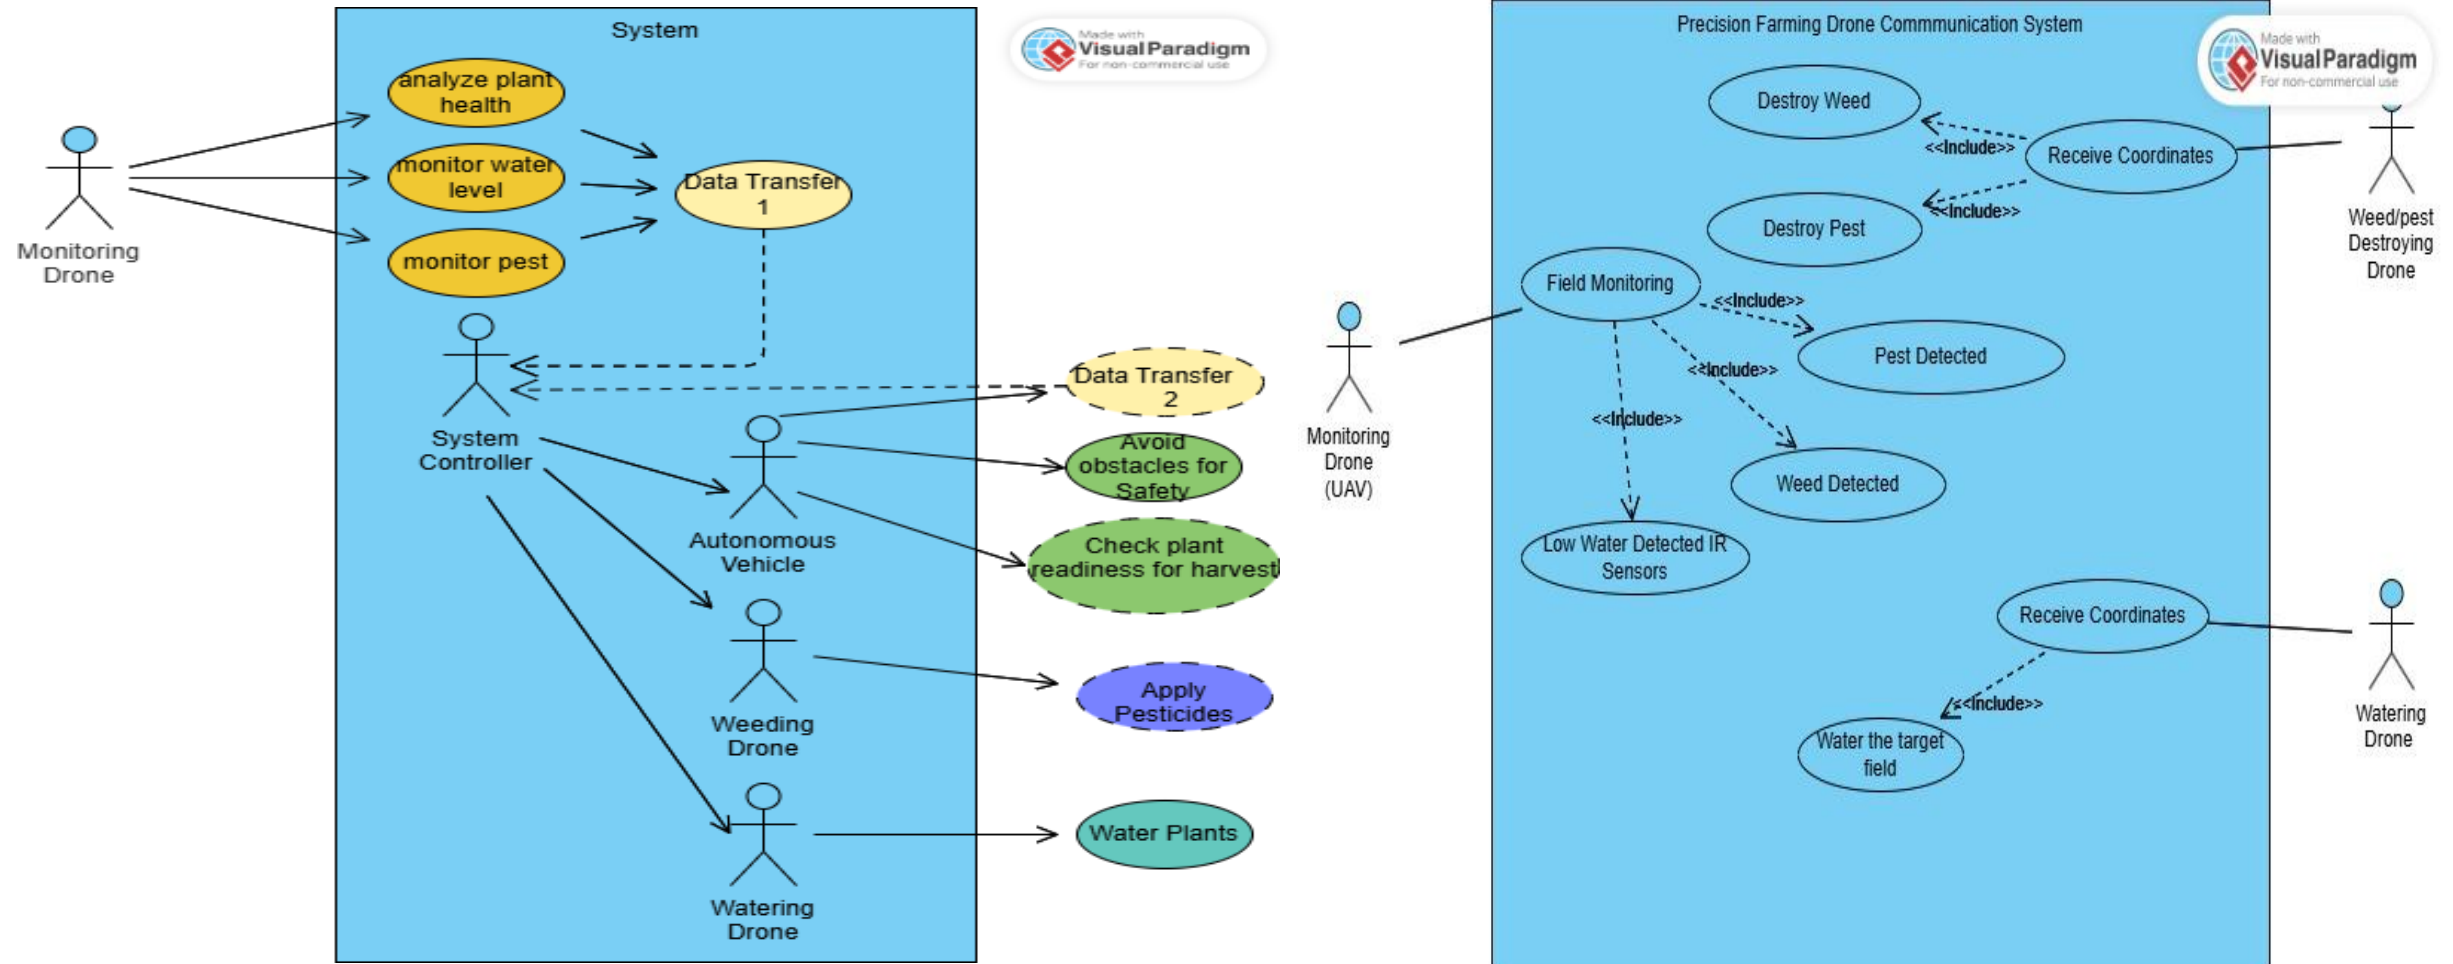 System
Made with
Visual Paradigm
For non-commercial use
analyze plant
health
monitor water
level
monitor pest
Data Transfer
1
Monitoring
Drone
System
Controller
Data Transfer
2
Avoid
obstacles for
Safety
Autonomous
Vehicle
Check plant
readiness for harvest
Weeding
Drone
Apply
Pesticides
Water Plants
Watering
Drone
Precision Farming Drone Commmunication System
Made with
Visual Paradigm
For non-commercial use
Destroy Weed
<<Include>>
Receive Coordinates
<<Include>>
Destroy Pest
Weed/pest
Destroying
Drone
Field Monitoring
<<Include>>
Pest Detected
<<Include>>
<<Include>>
Monitoring
Drone
(UAV)
Weed Detected
Low Water Detected IR
Sensors
Receive Coordinates
<<Include>>
Water the target
field
Watering
Drone